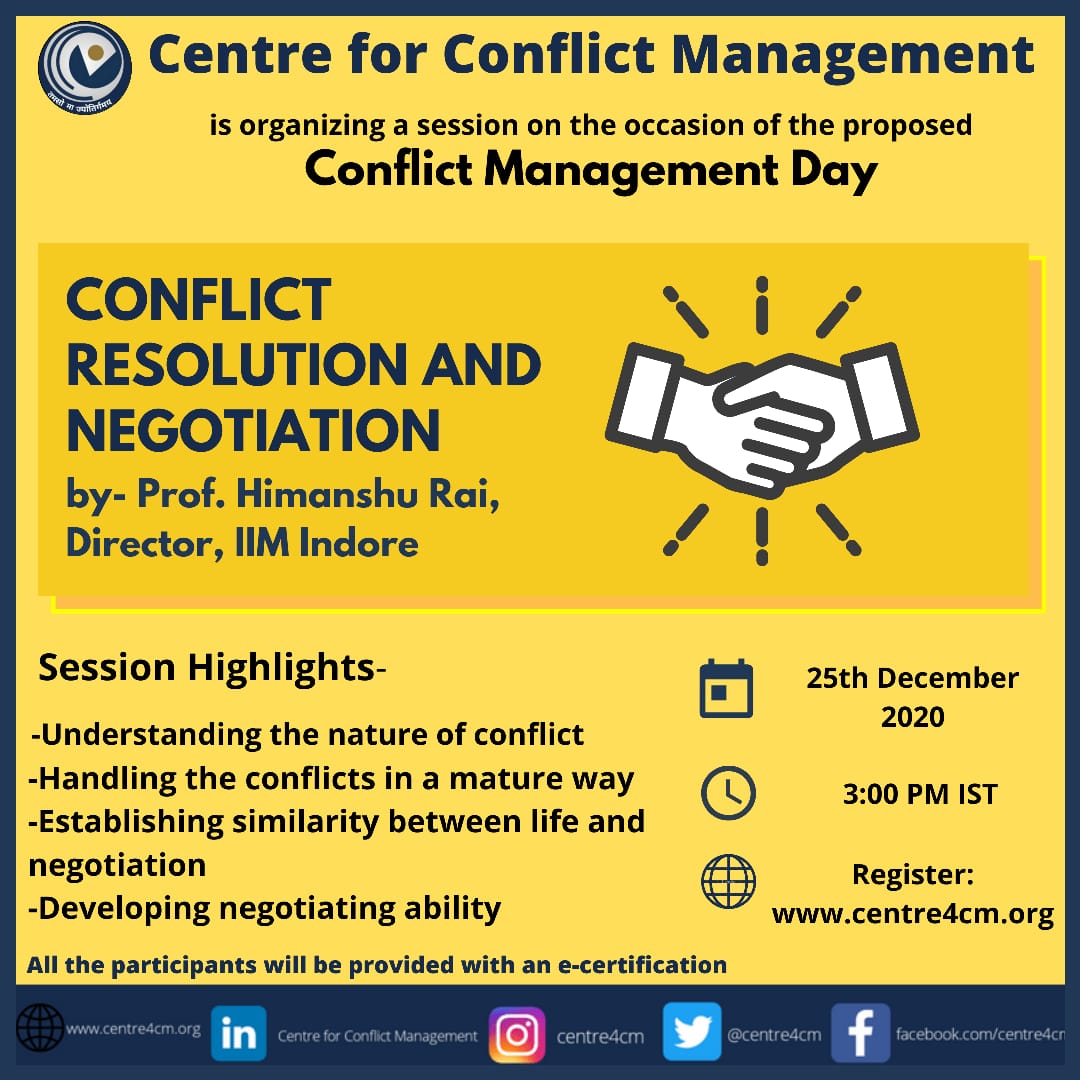 Centre for Conflict Management
तमसो मा ज्योतिर्गमय
is organizing a session on the occasion of the proposed
Conflict Management Day
CONFLICT
RESOLUTION AND
NEGOTIATION
by- Prof. Himanshu Rai,
Director, IIM Indore
Session Highlights-
-Understanding the nature of conflict
-Handling the conflicts in a mature way
-Establishing similarity between life and
negotiation
-Developing negotiating ability
25th December
2020
3:00 PM IST
Register:
www.centre4cm.org
All the participants will be provided with an e-certification
www.centre4cm.org
in
Centre for Conflict Management
centre4cm
@centre4cm
f
facebook.com/centre4cm